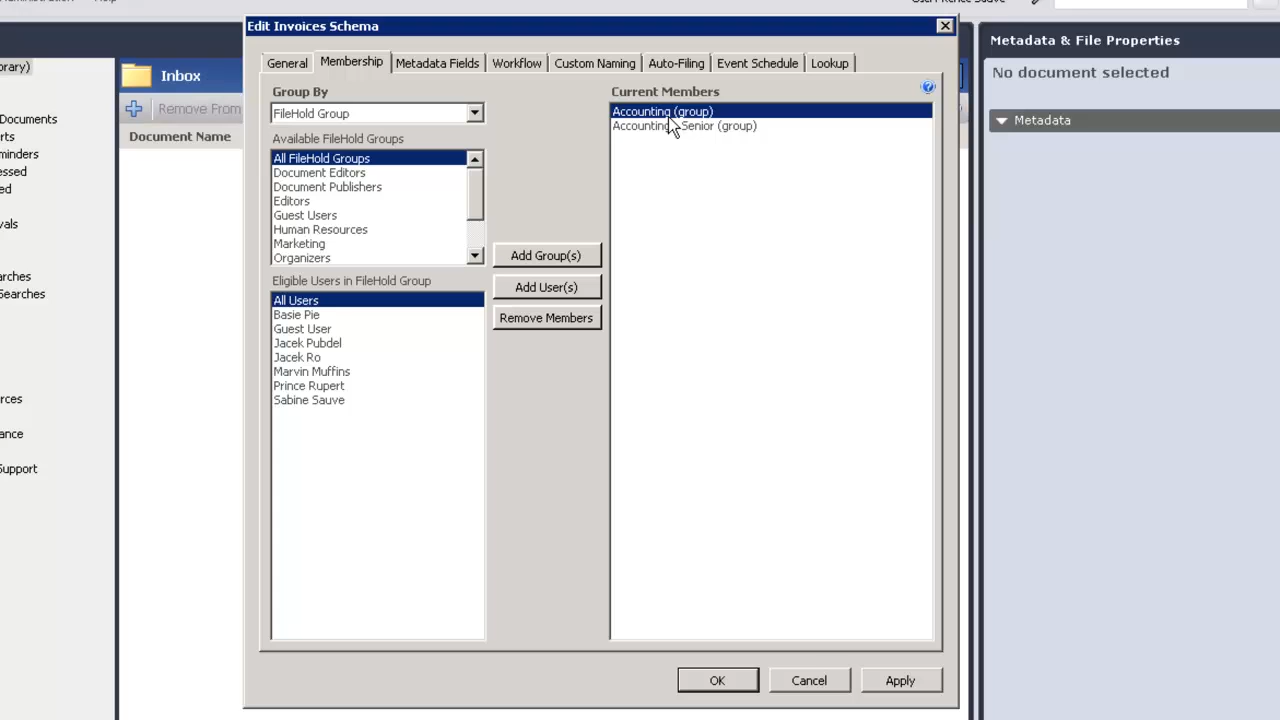 Help
User: Renee Sauve
Edit Invoices Schema
Metadata & File Properties
No document selected
Metadata
rary)
Documents
rts
minders
essed
ed
vals
arches
Searches
rces
ance
Support
Inbox
Remove From
Document Name
General
Membership
Metadata Fields
Workflow
Custom Naming
Auto-Filing
Event Schedule
Lookup
Group By
FileHold Group
Available FileHold Groups
All FileHold Groups
Document Editors
Document Publishers
Editors
Guest Users
Human Resources
Marketing
Organizers
Eligible Users in FileHold Group
All Users
Basie Pie
Guest User
Jacek Pubdel
Jacek Ro
Marvin Muffins
Prince Rupert
Sabine Sauve
Add Group(s)
Add User(s)
Remove Members
Current Members
Accounting (group)
Accounting Senior (group)
OK
Cancel
Apply